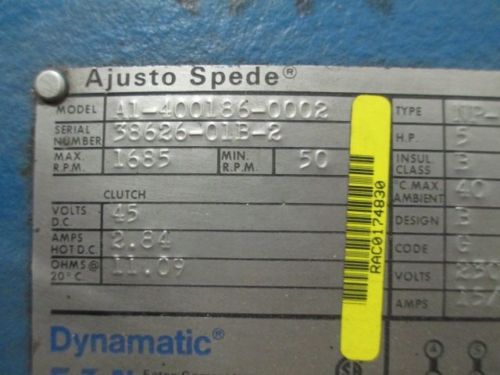 Ajusto Spede®
MODEL A1-400186-0002 TYPE
SERIAL NUMBER 38626-01B-2 H.P. 5
MAX. R.P.M. 1685 MIN. R.P.M. 50 INSUL. CLASS B
CLUTCH °C. MAX. AMBIENT 40
VOLTS D.C. 45 DESIGN B
AMPS HOT D.C. 2.84 CODE G
OHMS @ 20°C. 11.09 VOLTS 230
AMPS
RAC0174830
Dynamatic®